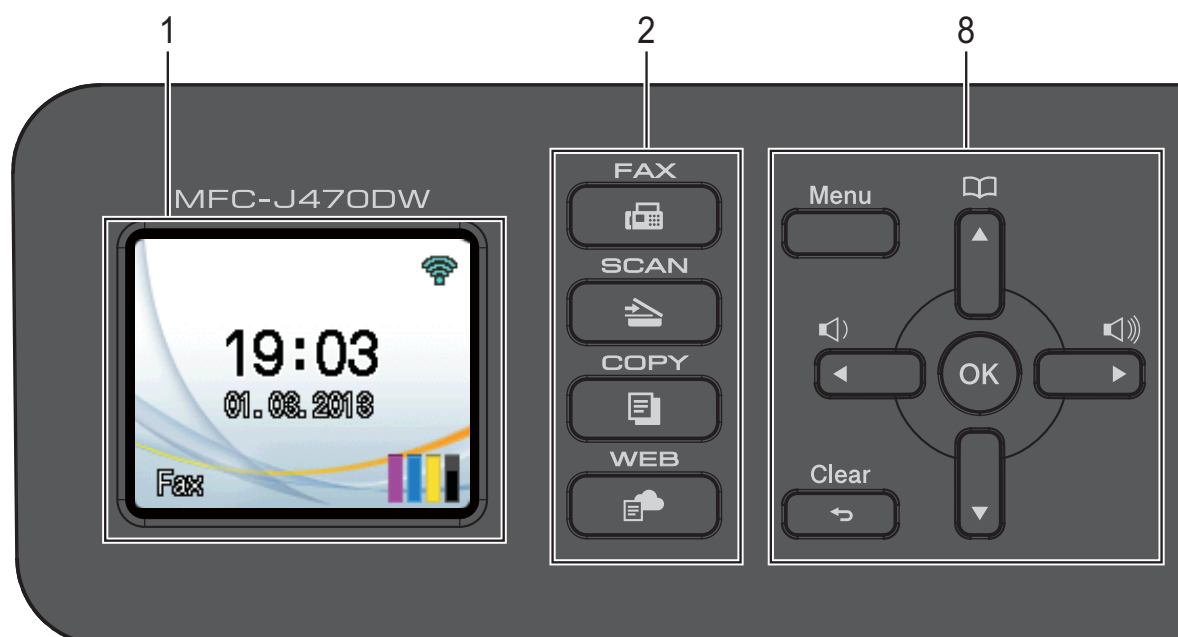 1 2 8
MFC-J470DW
19:03
01.03.2013
Fax
FAX
SCAN
COPY
WEB
Menu
OK
Clear